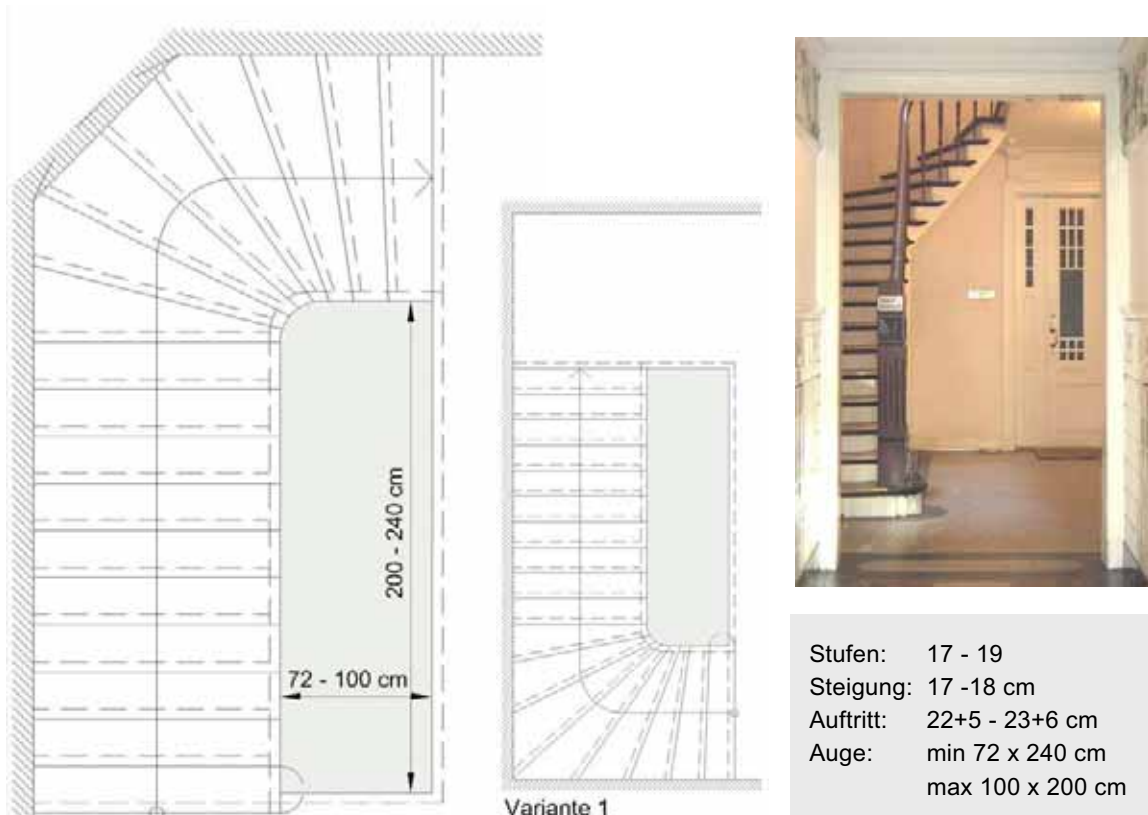 200 - 240 cm
72 - 100 cm
Variante 1
Stufen: 17 - 19
Steigung: 17 -18 cm
Auftritt: 22+5 - 23+6 cm
Auge: min 72 x 240 cm
max 100 x 200 cm